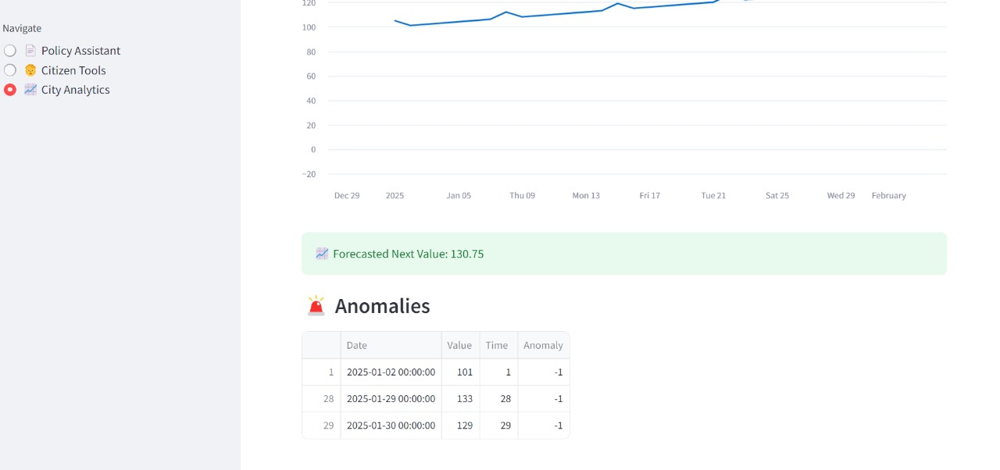 Navigate
Policy Assistant
Citizen Tools
City Analytics
120
100
80
60
40
20
0
−20
Dec 29 2025 Jan 05 Thu 09 Mon 13 Fri 17 Tue 21 Sat 25 Wed 29 February
Forecasted Next Value: 130.75
Anomalies
Date Value Time Anomaly
1 2025-01-02 00:00:00 101 1 -1
28 2025-01-29 00:00:00 133 28 -1
29 2025-01-30 00:00:00 129 29 -1